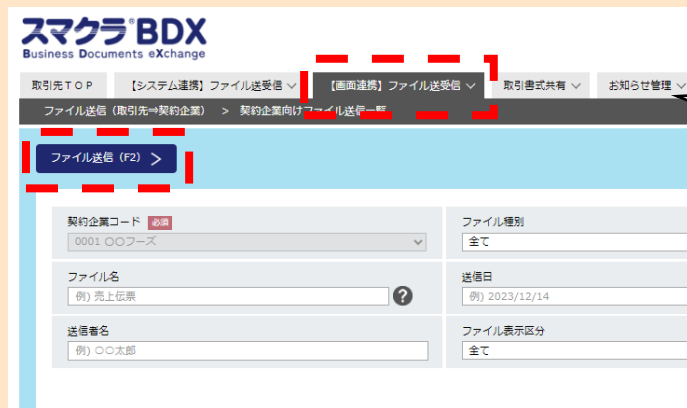 スマクラ®BDX
Business Documents eXchange
取引先TOP 【システム連携】ファイル送受信 【画面連携】ファイル送受信 取引書式共有 お知らせ管理
ファイル送信(取引先⇒契約企業) > 契約企業向けファイル送信一覧
ファイル送信(F2) >
契約企業コード 必須 ファイル種別
0001 〇〇フーズ 全て
ファイル名 送信日
例) 売上伝票 ? 例) 2023/12/14
送信者名 ファイル表示区分
例) 〇〇太郎 全て